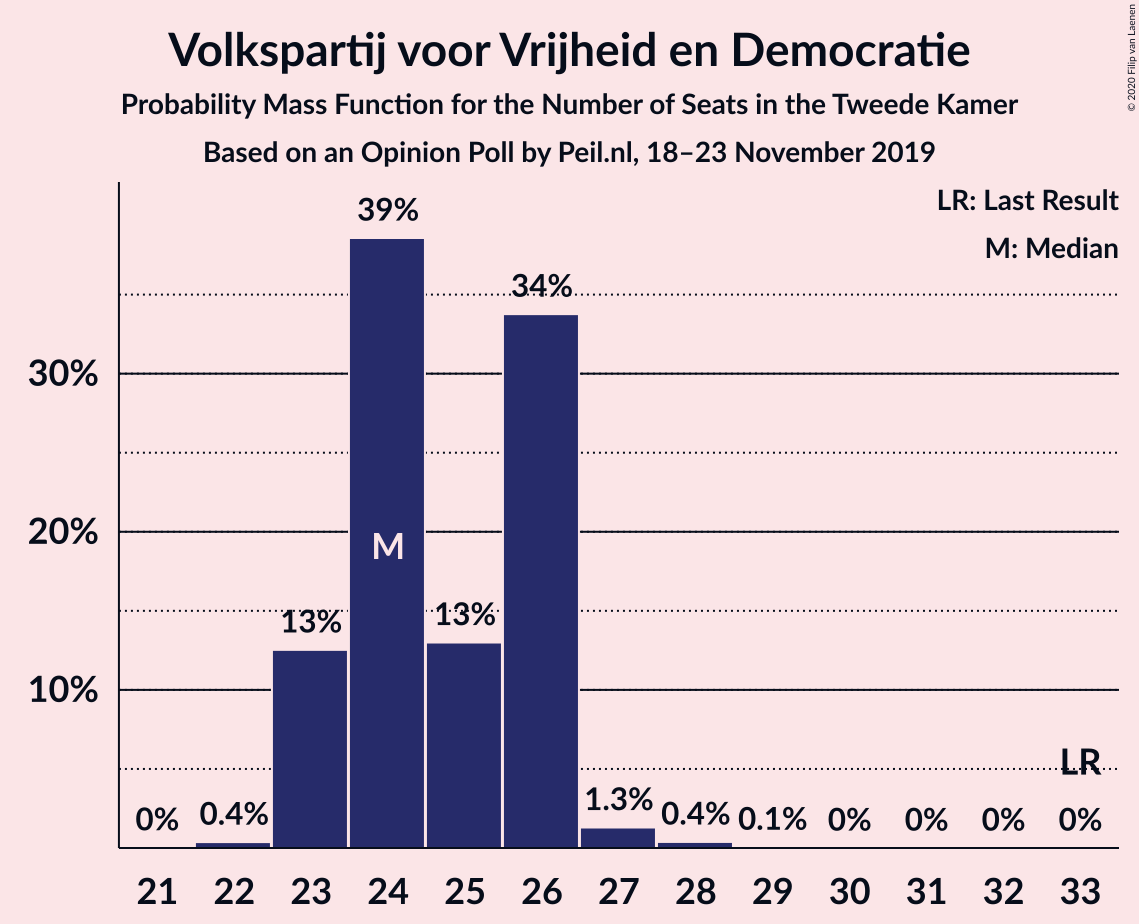 Volkspartij voor Vrijheid en Democratie
Probability Mass Function for the Number of Seats in the Tweede Kamer
Based on an Opinion Poll by Peil.nl, 18–23 November 2019
© 2020 Filip van Laenen
LR: Last Result
M: Median
39%
34%
30%
20%
M
13%
13%
10%
LR
0%
0.4%
1.3%
0.4%
0.1%
0%
0%
0%
0%
21 22 23 24 25 26 27 28 29 30 31 32 33